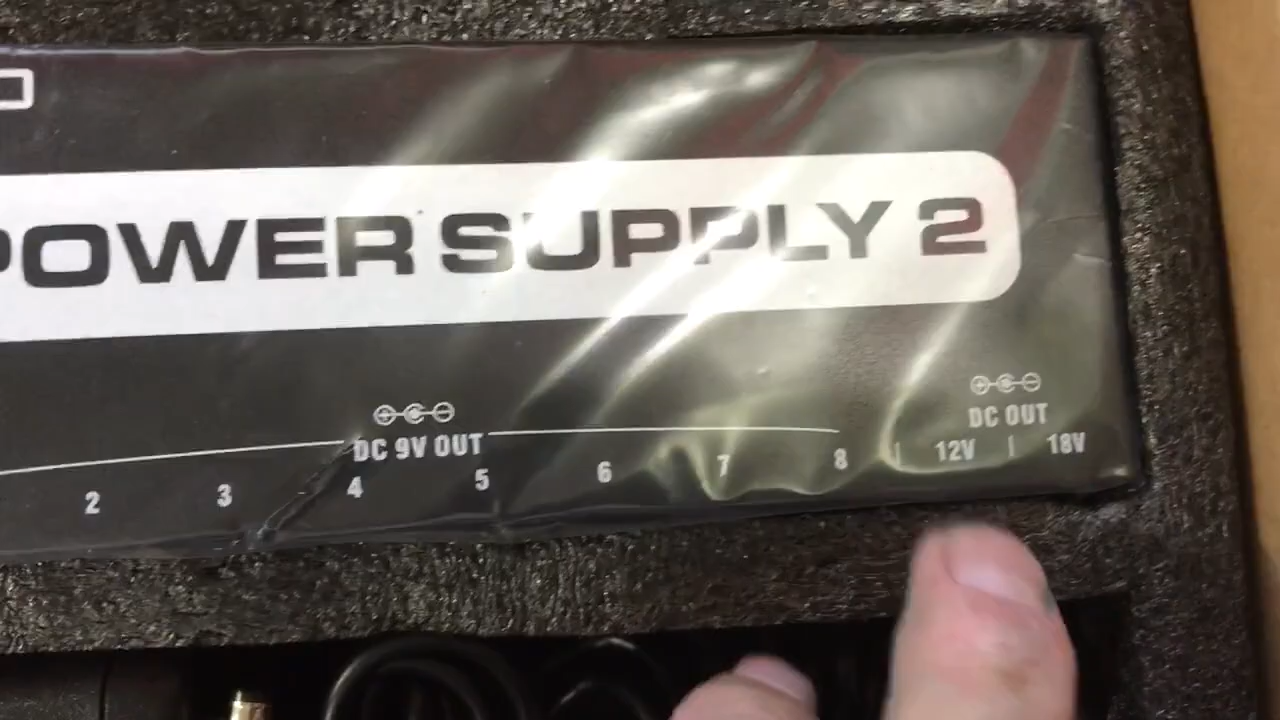 POWER SUPPLY 2
DC OUT
DC 9V OUT
12V | 18V
2 3 4 5 6 7 8